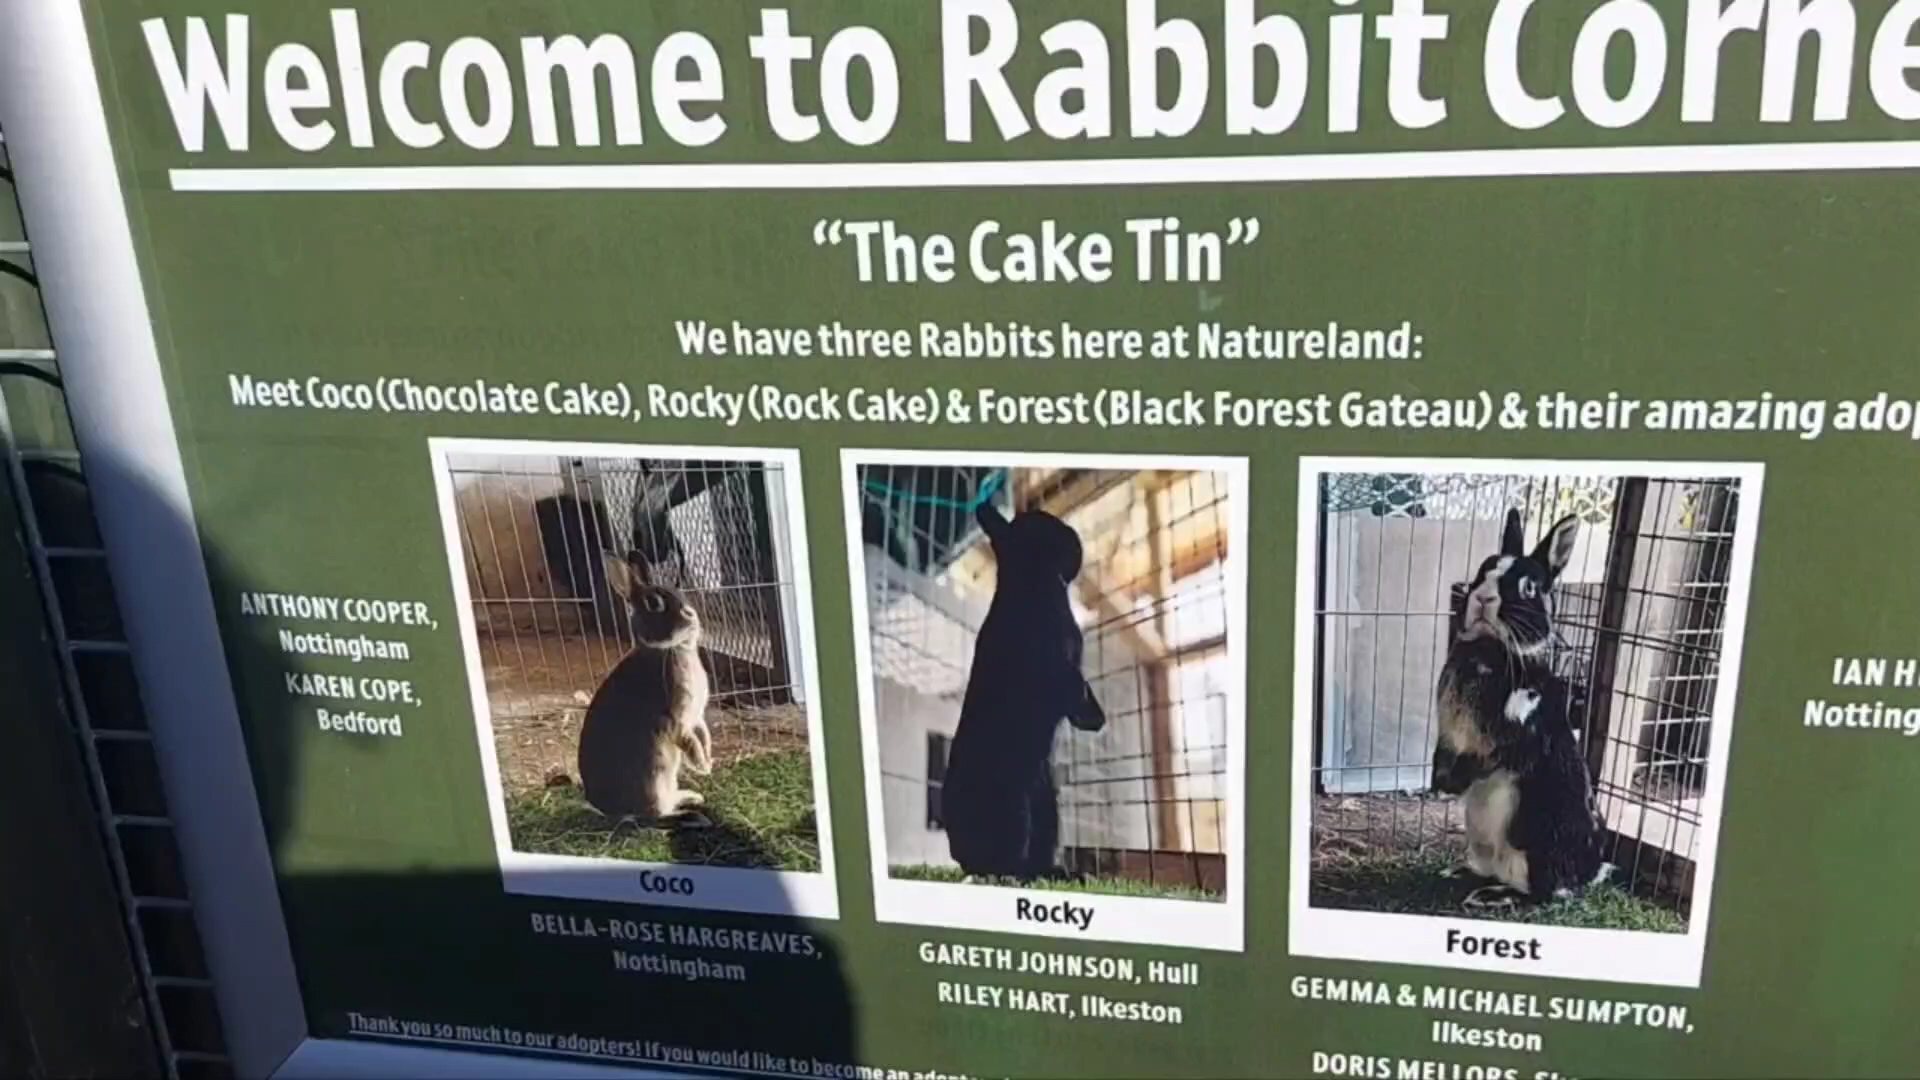 Welcome to Rabbit
"The Cake Tin"
We have three Rabbits here at Natureland:
Meet Coco (Chocolate Cake), Rocky (Rock Cake) & Forest (Black Forest Gateau) & their amazing
ANTHONY COOPER,
Nottingham
KAREN COPE,
Bedford
IAN
Coco
Rocky
Forest
BELLA-ROSE HARGREAVES,
Nottingham
GARETH JOHNSON, Hull
RILEY HART, Ilkeston
GEMMA & MICHAEL SUMPTON,
Ilkeston
DORIS MELLORS,
Thank you so much to our adopters! If you would like to become an